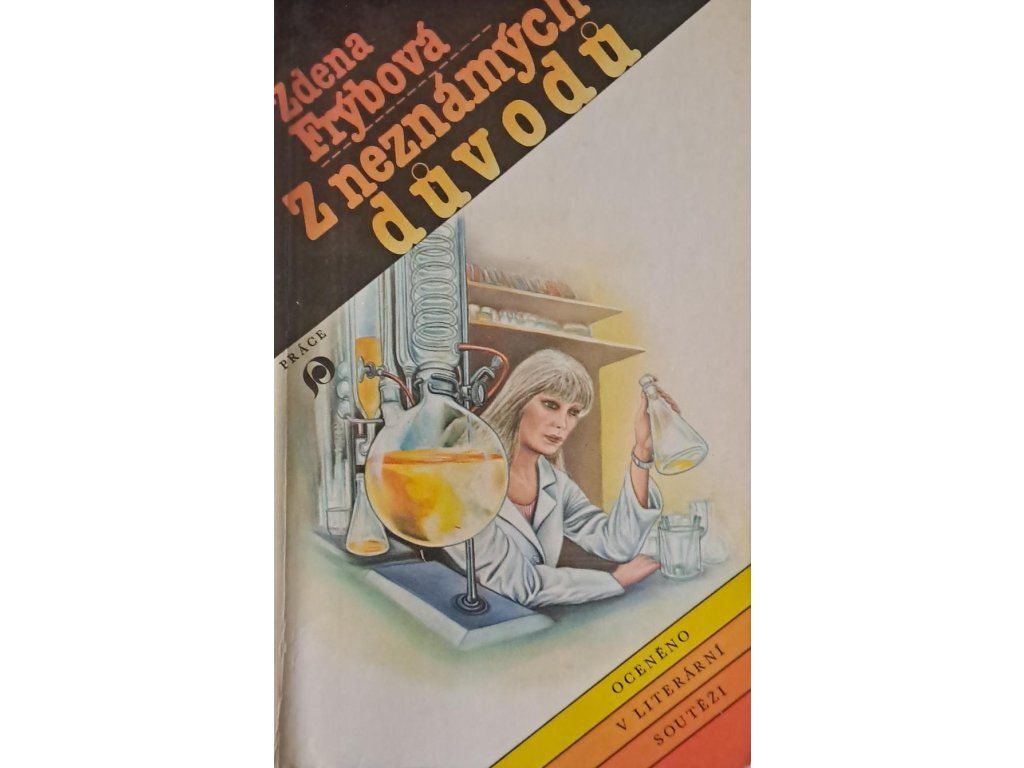 Zdena
Frýbová
Z neznámých
důvodů
PRÁCE
OCENĚNO
V LITERÁRNÍ
SOUTĚŽI